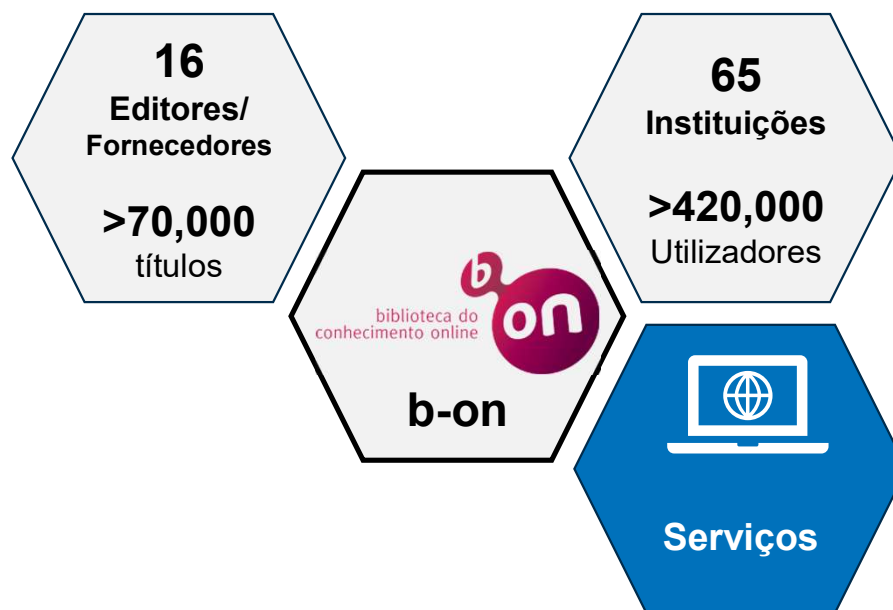 16
Editores/
Fornecedores
>70,000
títulos
65
Instituições
>420,000
Utilizadores
b
on
biblioteca do
conhecimento online
b-on
Serviços